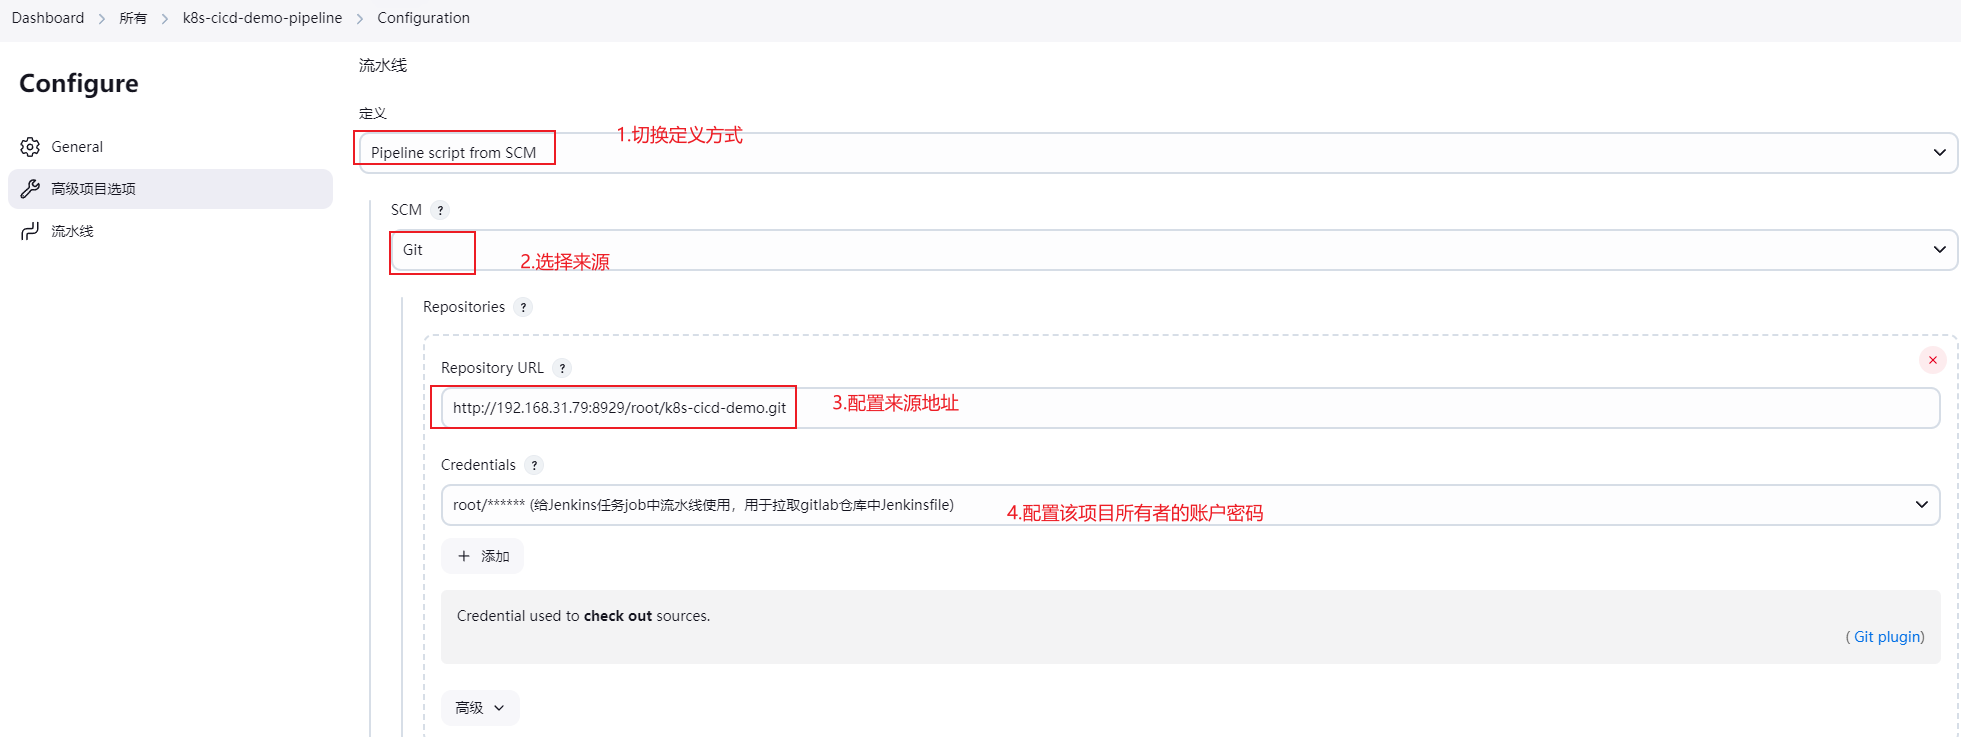 Dashboard > 所有 > k8s-cicd-demo-pipeline > Configuration
Configure
General
高级项目选项
流水线
流水线
定义
Pipeline script from SCM
1.切换定义方式
SCM ?
Git
2.选择来源
Repositories ?
Repository URL ?
http://192.168.31.79:8929/root/k8s-cicd-demo.git
3.配置来源地址
Credentials ?
root/****** (给Jenkins任务job中流水线使用，用于拉取gitlab仓库中Jenkinsfile)
4.配置该项目所有者的账户密码
+ 添加
Credential used to check out sources.
( Git plugin)
高级